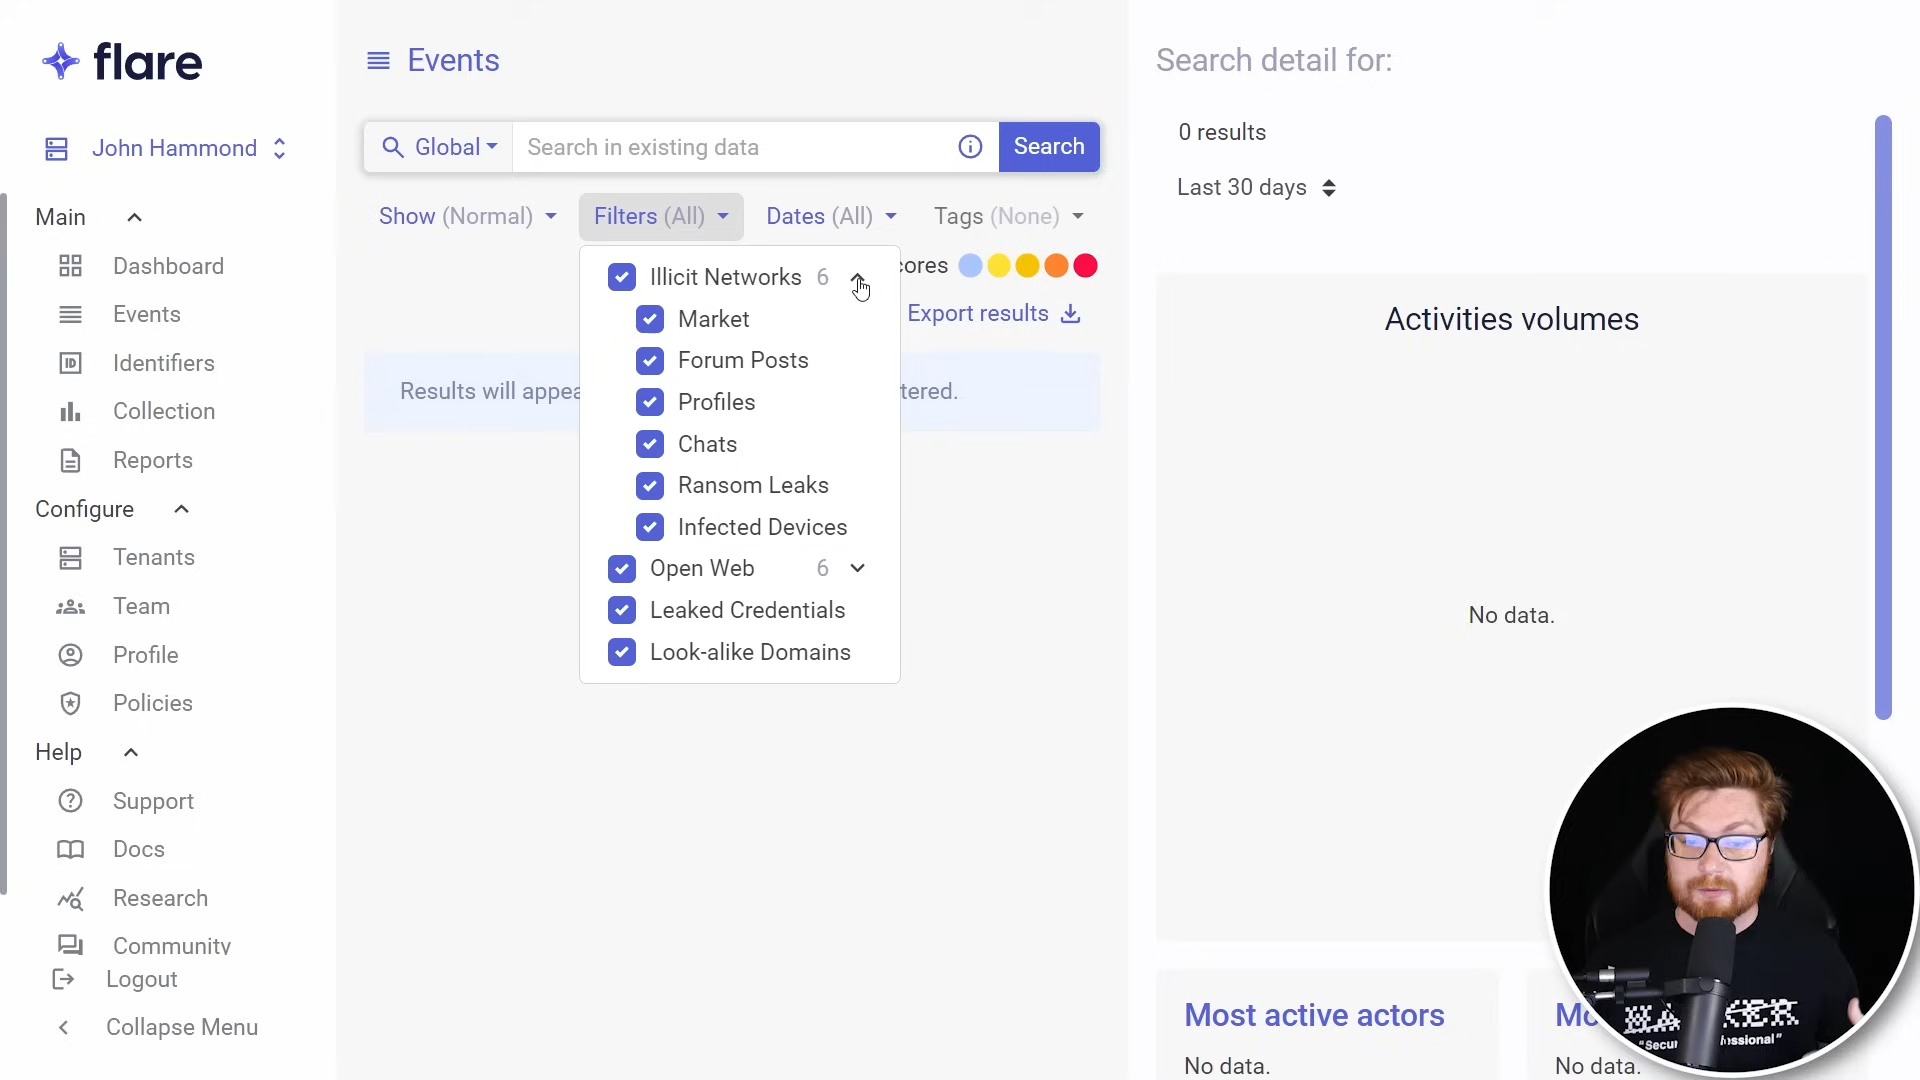 flare
John Hammond
Main
Dashboard
Events
Identifiers
Collection
Reports
Configure
Tenants
Team
Profile
Policies
Help
Support
Docs
Research
Community
Logout
Collapse Menu
Events
Global
Search in existing data
Search
Show (Normal)
Filters (All)
Dates (All)
Tags (None)
Illicit Networks 6
Market
Forum Posts
Profiles
Chats
Ransom Leaks
Infected Devices
Open Web 6
Leaked Credentials
Look-alike Domains
cores
Export results
Results will appea
tered.
Search detail for:
0 results
Last 30 days
Activities volumes
No data.
Most active actors
No data.
Mo
No data.